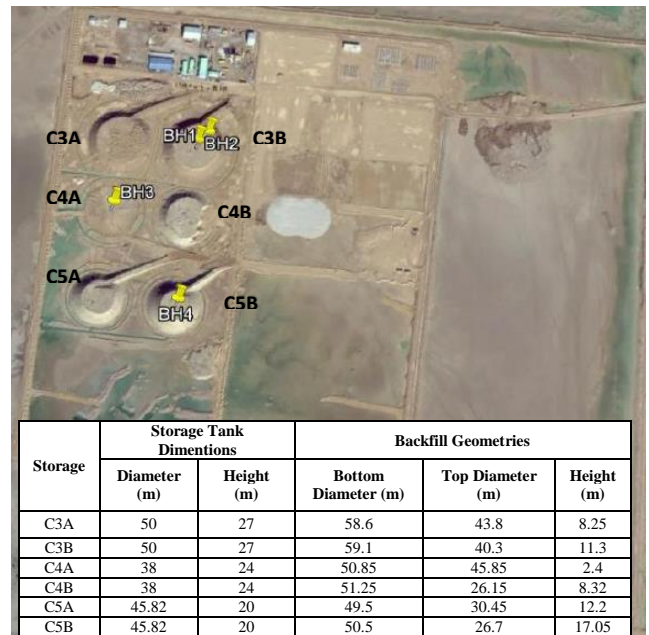 C3A BH1 BH2 C3B
C4A BH3 C4B
C5A BH4 C5B
Storage Storage Tank Dimentions Backfill Geometries
Diameter (m) Height (m) Bottom Diameter (m) Top Diameter (m) Height (m)
C3A 50 27 58.6 43.8 8.25
C3B 50 27 59.1 40.3 11.3
C4A 38 24 50.85 45.85 2.4
C4B 38 24 51.25 26.15 8.32
C5A 45.82 20 49.5 30.45 12.2
C5B 45.82 20 50.5 26.7 17.05